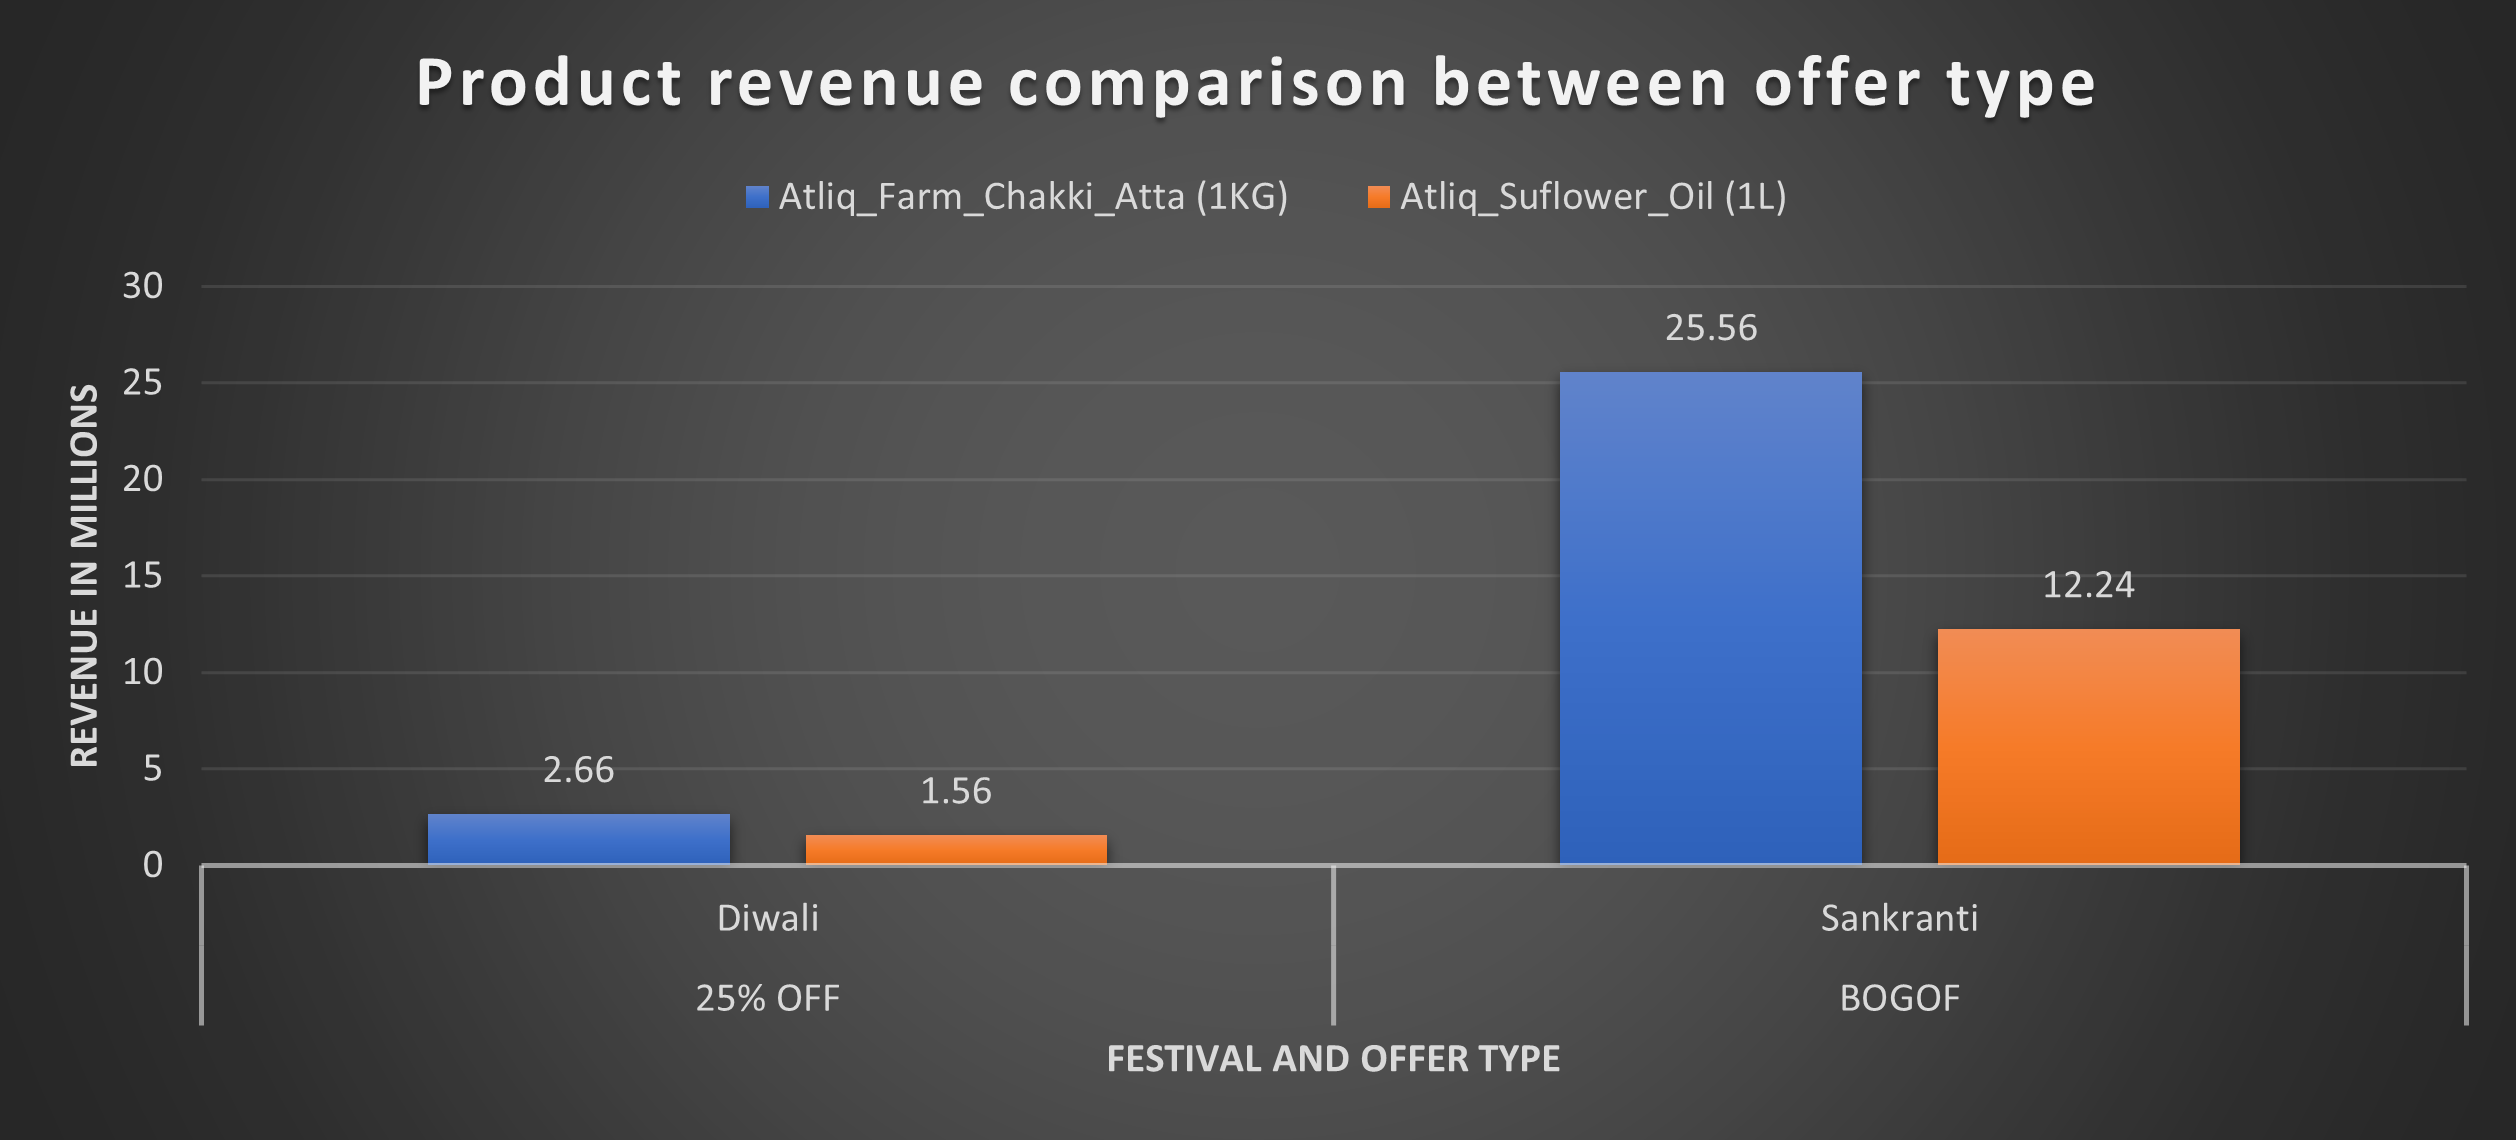 Product revenue comparison between offer type
Atliq_Farm_Chakki_Atta (1KG) Atliq_Suflower_Oil (1L)
REVENUE IN MILLIONS
30
25
20
15
10
5
0
2.66
1.56
25.56
12.24
Diwali Sankranti
25% OFF BOGOF
FESTIVAL AND OFFER TYPE